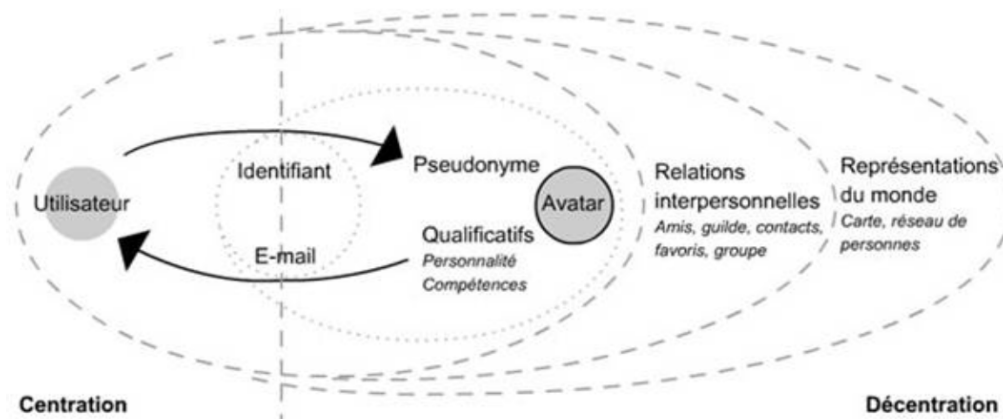 Utilisateur
Identifiant
E-mail
Pseudonyme
Qualificatifs
Personnalité
Compétences
Avatar
Relations
interpersonnelles
Amis, guilde, contacts,
favoris, groupe
Représentations
du monde
Carte, réseau de
personnes
Centration
Décentration